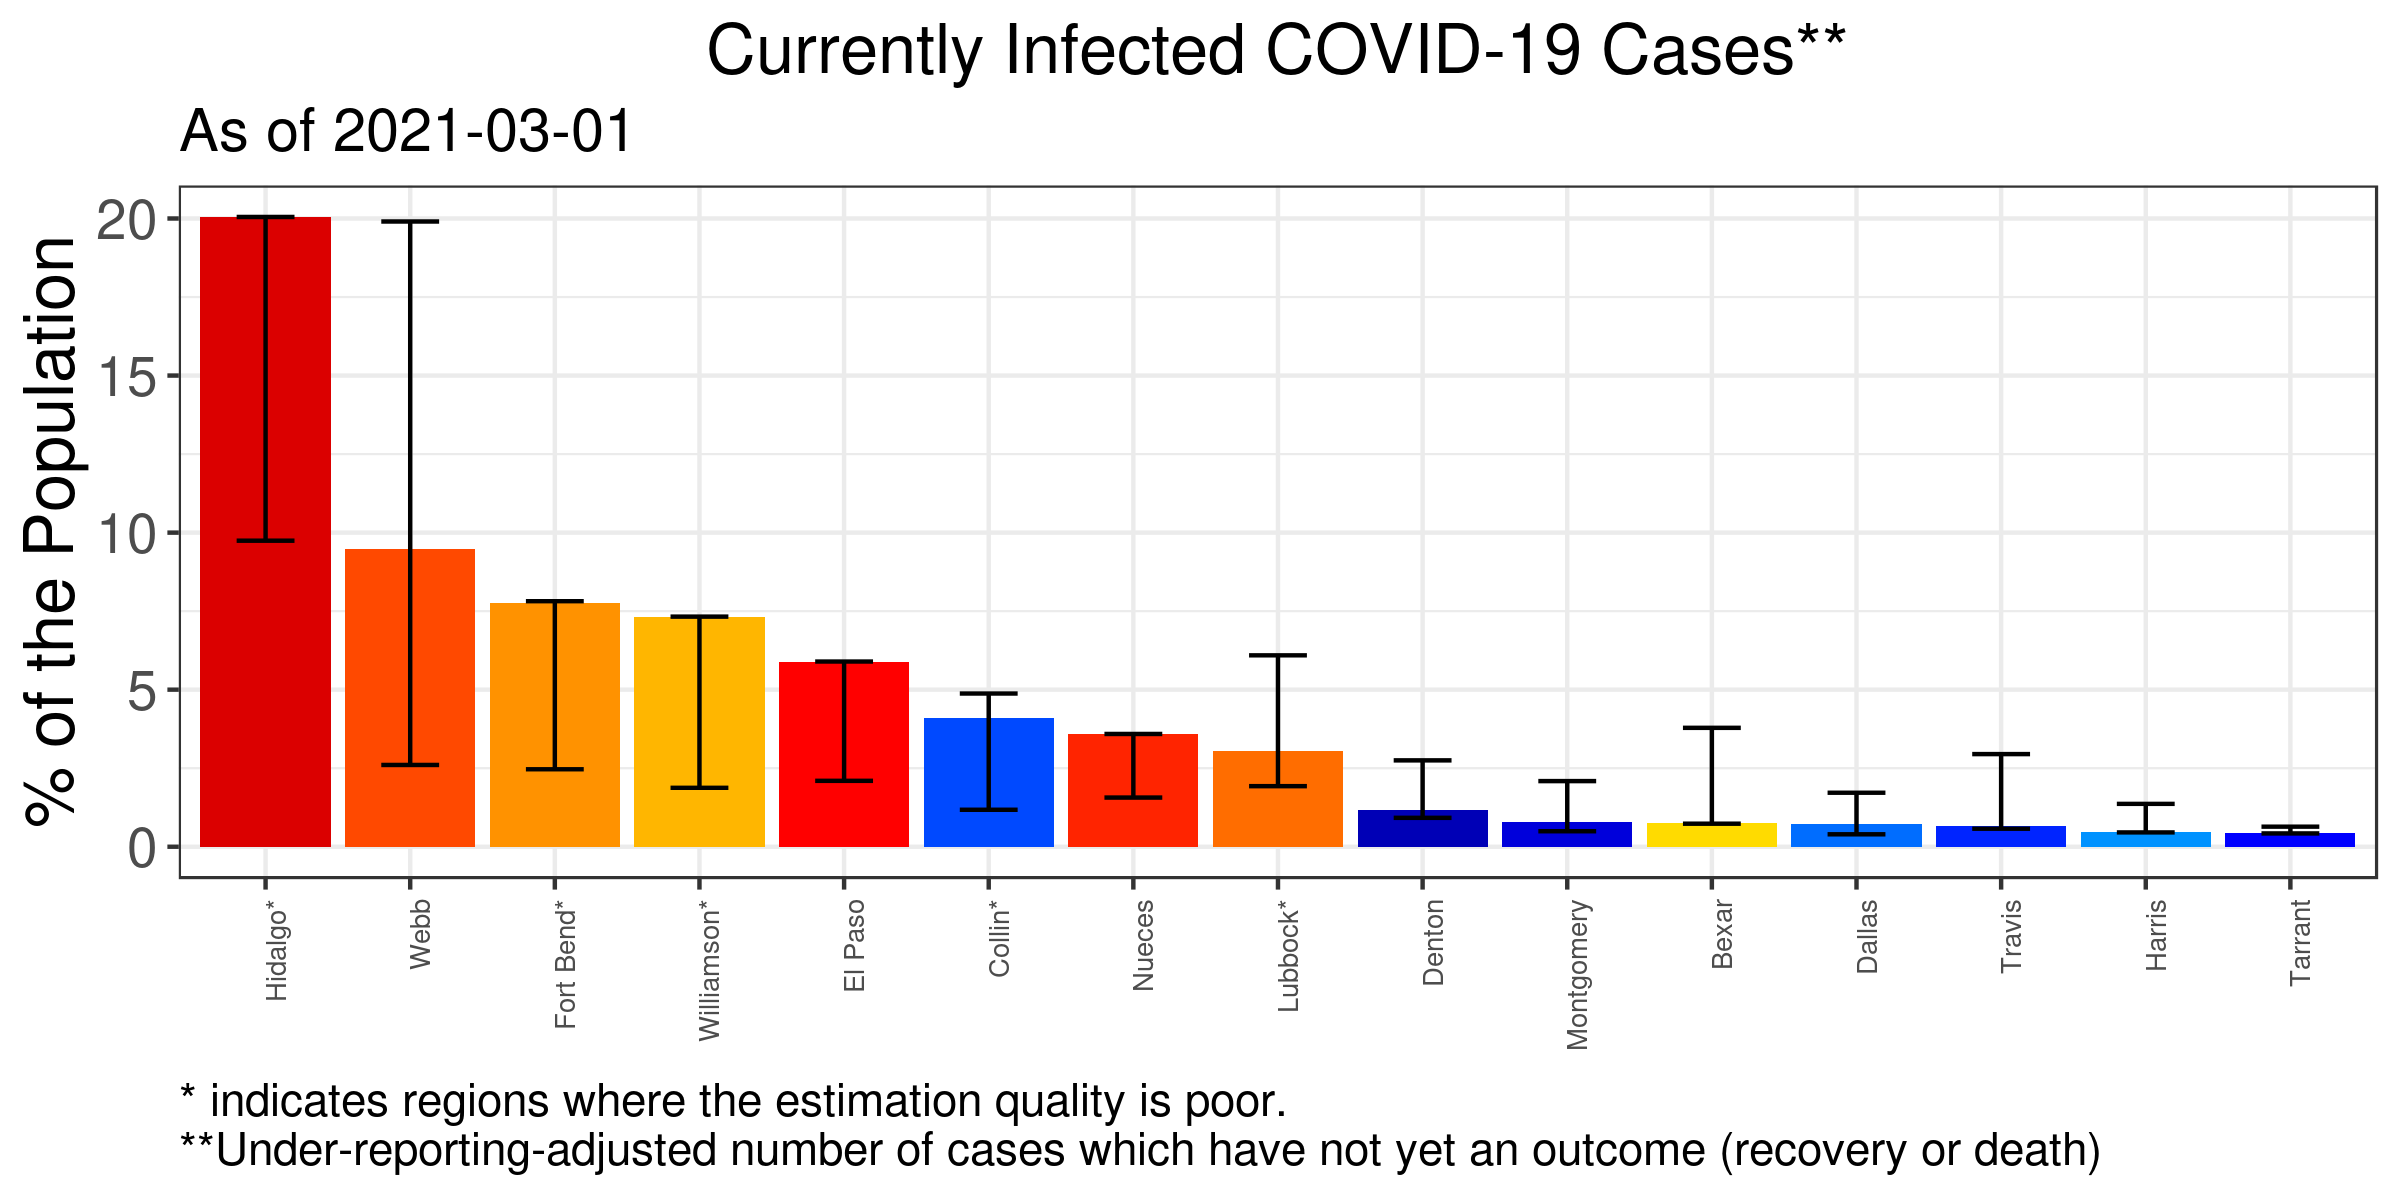 Currently Infected COVID-19 Cases**
As of 2021-03-01
% of the Population
20
15
10
5
0
Hidalgo*
Webb
Fort Bend*
Williamson*
El Paso
Collin*
Nueces
Lubbock*
Denton
Montgomery
Bexar
Dallas
Travis
Harris
Tarrant
* indicates regions where the estimation quality is poor.
**Under-reporting-adjusted number of cases which have not yet an outcome (recovery or death)